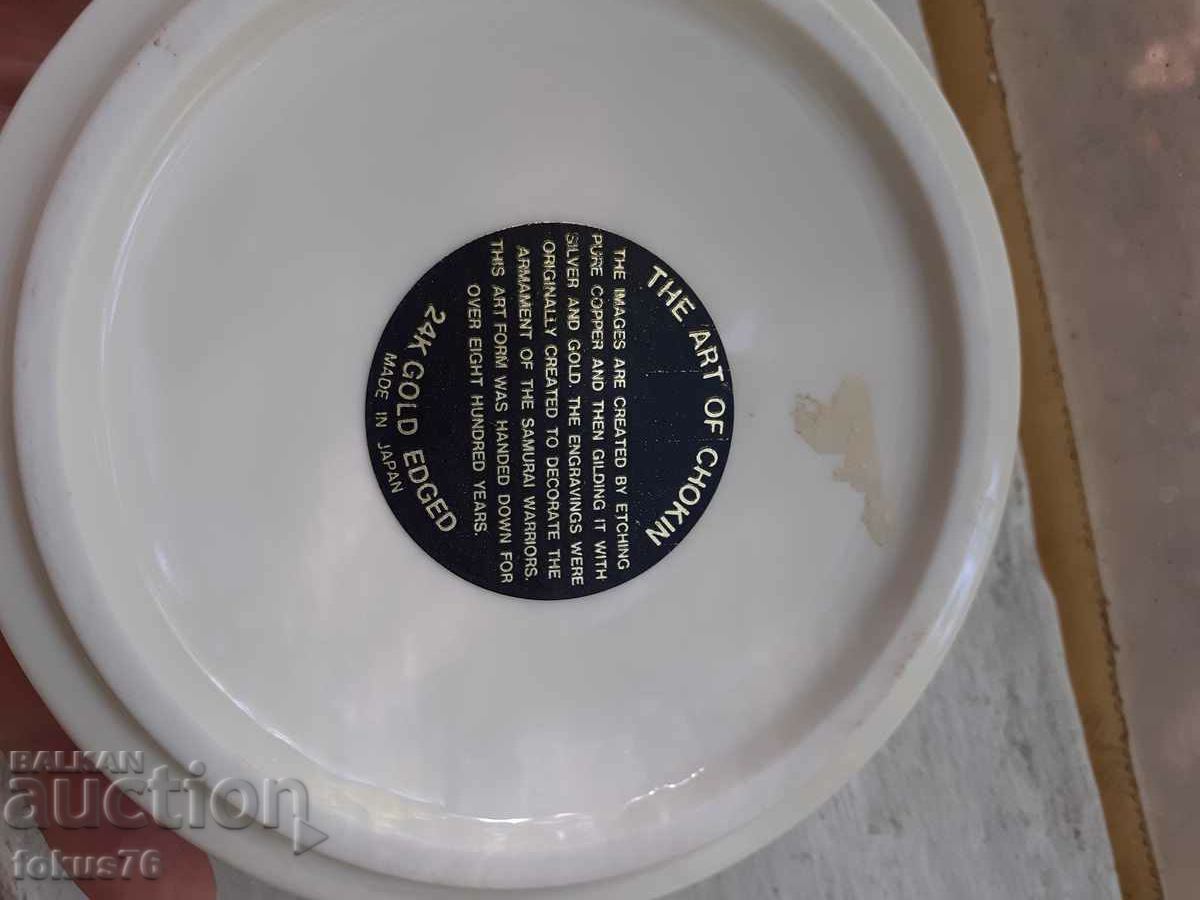 THE ART OF CHOKIN
THE IMAGES ARE CREATED BY ETCHING
PURE COPPER AND THEN GILDING IT WITH
SILVER AND GOLD. THE ENGRAVINGS WERE
ORIGINALLY CREATED TO DECORATE THE
ARMAMENT OF THE SAMURAI WARRIORS.
THIS ART FORM WAS HANDED DOWN FOR
OVER EIGHT HUNDRED YEARS.
24K GOLD EDGED
MADE IN JAPAN
BALKAN
auction
fokus76